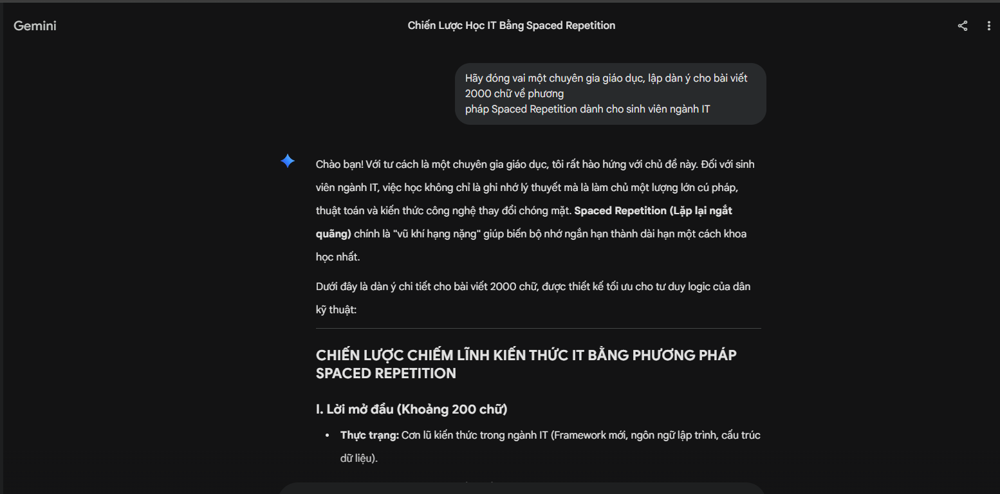 Gemini
Chiến Lược Học IT Bằng Spaced Repetition
Hãy đóng vai một chuyên gia giáo dục, lập dàn ý cho bài viết
2000 chữ về phương
pháp Spaced Repetition dành cho sinh viên ngành IT
Chào bạn! Với tư cách là một chuyên gia giáo dục, tôi rất hào hứng với chủ đề này. Đối với sinh
viên ngành IT, việc học không chỉ là ghi nhớ lý thuyết mà là làm chủ một lượng lớn cú pháp,
thuật toán và kiến thức công nghệ thay đổi chóng mặt. Spaced Repetition (Lặp lại ngắt
quãng) chính là "vũ khí hạng nặng" giúp biến bộ nhớ ngắn hạn thành dài hạn một cách khoa
học nhất.
Dưới đây là dàn ý chi tiết cho bài viết 2000 chữ, được thiết kế tối ưu cho tư duy logic của dân
kỹ thuật:
CHIẾN LƯỢC CHIẾM LĨNH KIẾN THỨC IT BẰNG PHƯƠNG PHÁP
SPACED REPETITION
I. Lời mở đầu (Khoảng 200 chữ)
• Thực trạng: Cơn lũ kiến thức trong ngành IT (Framework mới, ngôn ngữ lập trình, cấu trúc
dữ liệu).